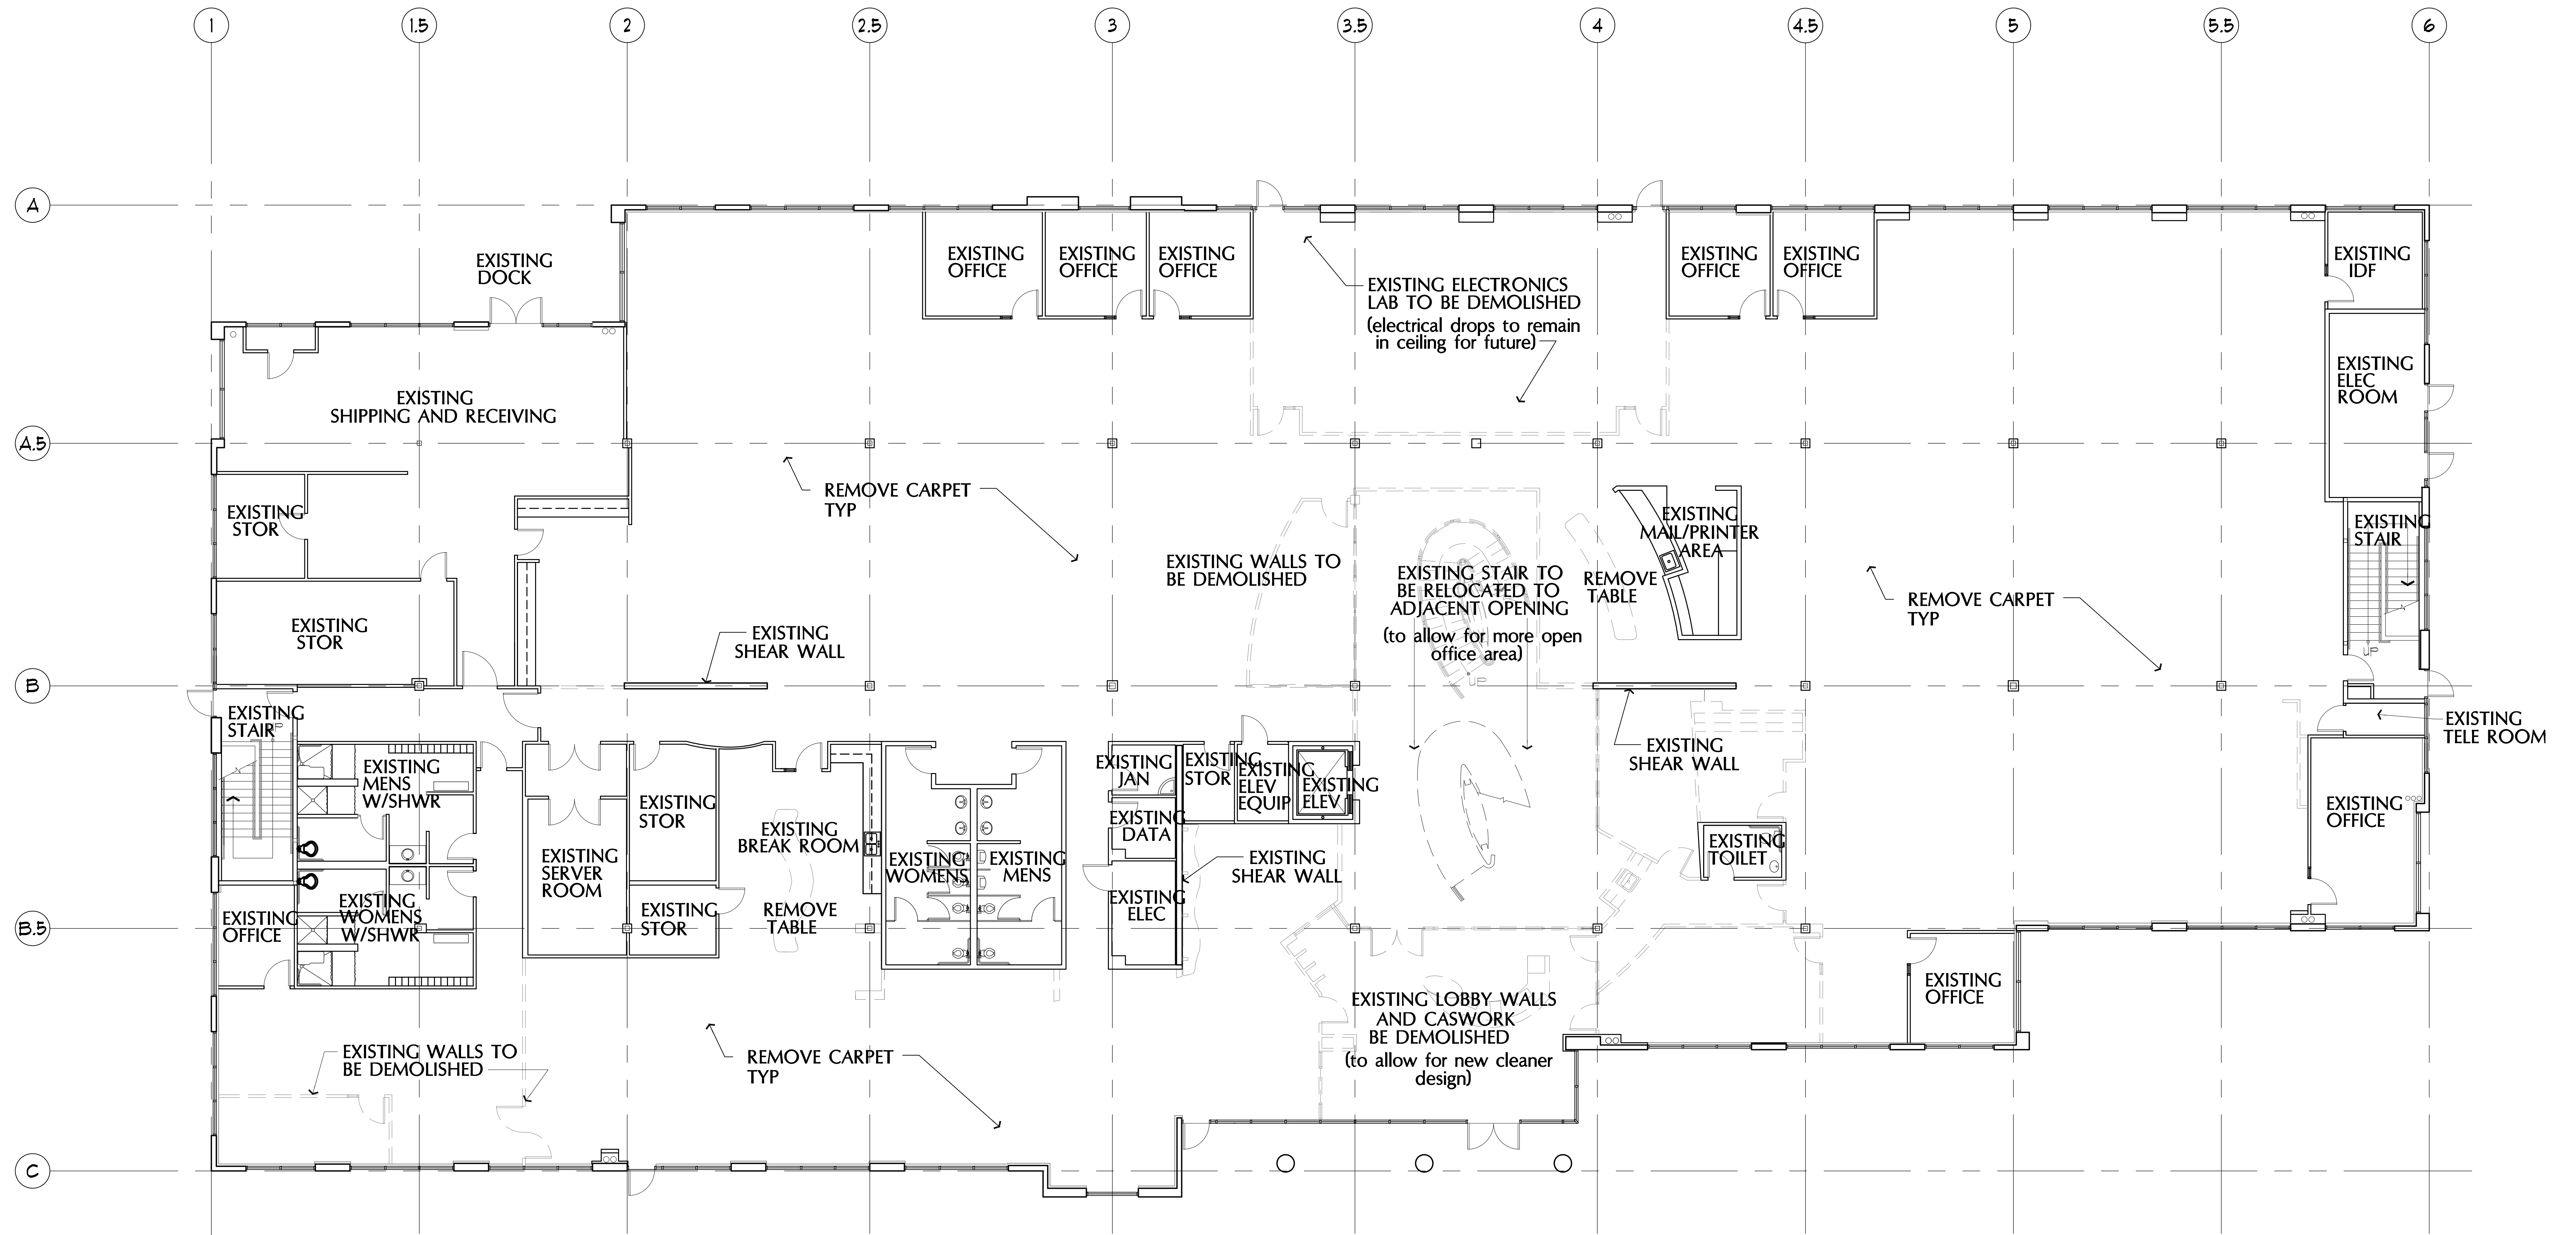 1
1.5
2
2.5
3
3.5
4
4.5
5
5.5
6
A
EXISTING
DOCK
EXISTING
OFFICE
EXISTING
OFFICE
EXISTING
OFFICE
EXISTING ELECTRONICS
LAB TO BE DEMOLISHED
(electrical drops to remain
in ceiling for future)
EXISTING
OFFICE
EXISTING
OFFICE
EXISTING
IDF
EXISTING
ELEC
ROOM
EXISTING
SHIPPING AND RECEIVING
A.5
REMOVE CARPET
TYP
EXISTING
STOR
EXISTING
STOR
EXISTING
SHEAR WALL
EXISTING WALLS TO
BE DEMOLISHED
EXISTING STAIR TO
BE RELOCATED TO
ADJACENT OPENING
(to allow for more open
office area)
REMOVE
TABLE
EXISTING
MAIL/PRINTER
AREA
REMOVE CARPET
TYP
EXISTING
STAIR
B
EXISTING
STAIR
EXISTING
MENS
W/SHWR
EXISTING
SERVER
ROOM
EXISTING
STOR
EXISTING
STOR
EXISTING
BREAK ROOM
REMOVE
TABLE
EXISTING
WOMENS
EXISTING
MENS
EXISTING
JAN
EXISTING
DATA
EXISTING
ELEC
EXISTING
STOR
EXISTING
ELEV
EQUIP
EXISTING
ELEV
EXISTING
SHEAR WALL
EXISTING
SHEAR WALL
EXISTING
TOILET
EXISTING
TELE ROOM
EXISTING
OFFICE
EXISTING
WOMENS
W/SHWR
EXISTING
OFFICE
B.5
EXISTING LOBBY WALLS
AND CASWORK
BE DEMOLISHED
(to allow for new cleaner
design)
EXISTING
OFFICE
EXISTING WALLS TO
BE DEMOLISHED
REMOVE CARPET
TYP
C